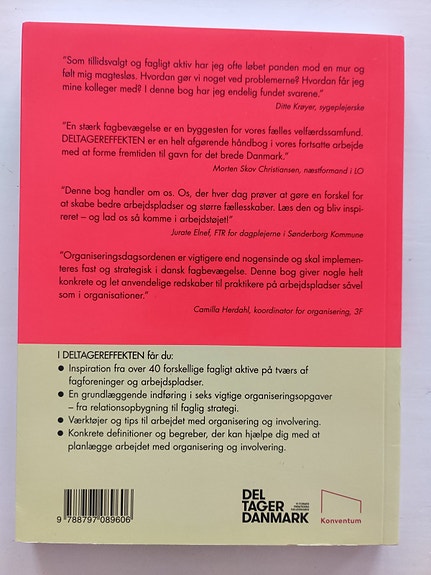 ”Som tillidsvalgt og fagligt aktiv har jeg ofte løbet panden mod en mur og
følt mig magtesløs. Hvordan gør vi noget ved problemerne? Hvordan får jeg
mine kolleger med? I denne bog har jeg endelig fundet svarene.”
Ditte Krøyer, sygeplejerske
”En stærk fagbevægelse er en byggesten for vores fælles velfærdssamfund.
DELTAGEREFFEKTEN er en helt afgørende håndbog i vores fortsatte arbejde
med at forme fremtiden til gavn for det brede Danmark.”
Morten Skov Christiansen, næstformand i LO
”Denne bog handler om os. Os, der hver dag prøver at gøre en forskel for
at skabe bedre arbejdspladser og større fællesskaber. Læs den og bliv inspi-
reret – og lad os så komme i arbejdstøjet!”
Jurate Elnef, FTR for dagplejerne i Sønderborg Kommune
”Organiseringsdagsordenen er vigtigere end nogensinde og skal implemen-
teres fast og strategisk i dansk fagbevægelse. Denne bog giver nogle helt
konkrete og let anvendelige redskaber til praktikere på arbejdspladser såvel
som i organisationer.”
Camilla Herdahl, koordinator for organisering, 3F
I DELTAGEREFFEKTEN får du:
● Inspiration fra over 40 forskellige fagligt aktive på tværs af
fagforeninger og arbejdspladser.
● En grundlæggende indføring i seks vigtige organiseringsopgaver
– fra relationsopbygning til faglig strategi.
● Værktøjer og tips til arbejdet med organisering og involvering.
● Konkrete definitioner og begreber, der kan hjælpe dig med at
planlægge arbejdet med organisering og involvering.
9 788797 089606
DEL
TAGER
DANMARK
Konventum